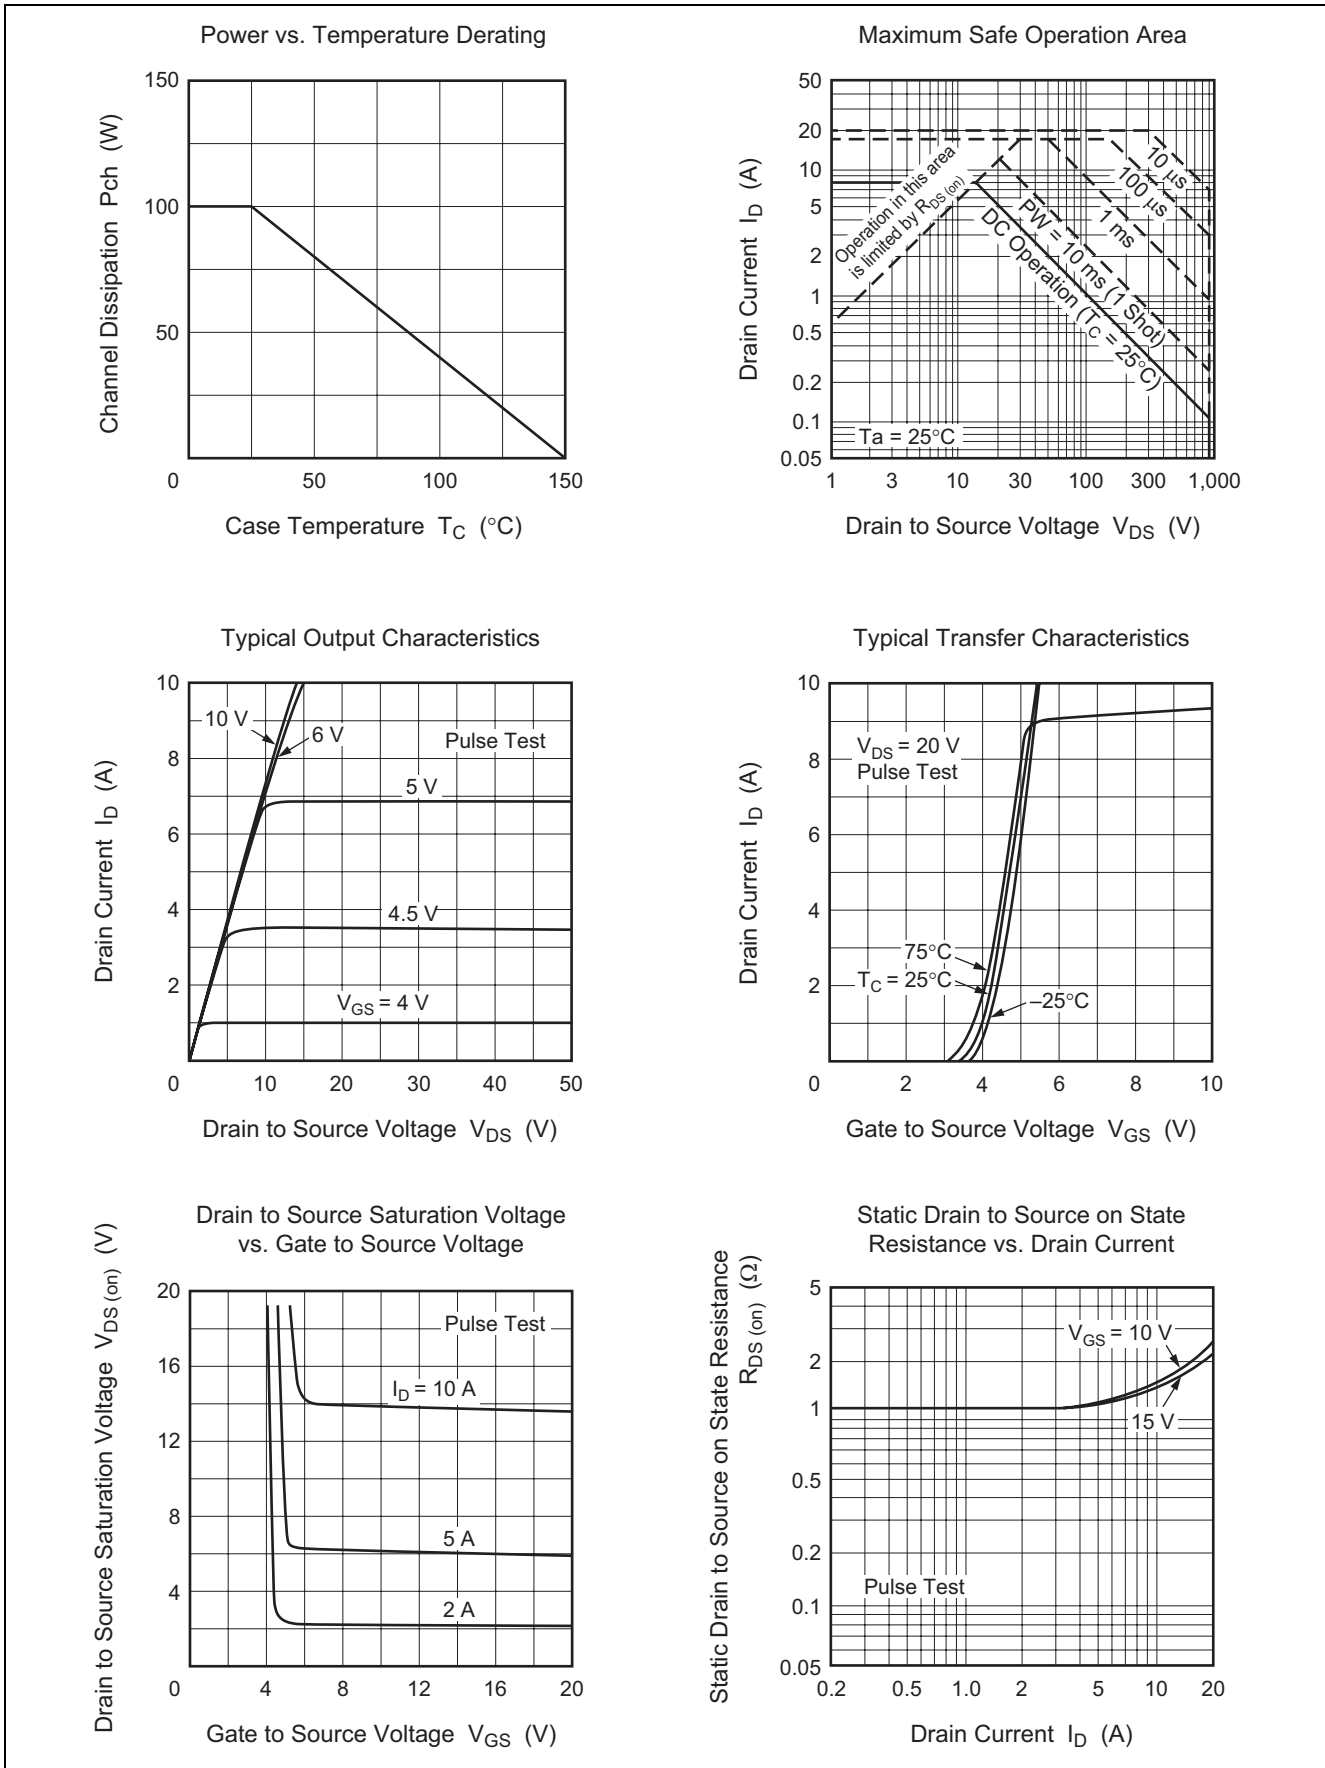 Power vs. Temperature Derating
150
100
50
0
50
100
150
Channel Dissipation Pch (W)
Case Temperature TC (°C)
Maximum Safe Operation Area
50
20
10
5
2
1
0.5
0.2
0.1
0.05
1
3
10
30
100
300
1,000
Drain Current ID (A)
Drain to Source Voltage VDS (V)
Operation in this area
is limited by RDS (on)
10 μs
100 μs
1 ms
PW = 10 ms (1 Shot)
DC Operation (TC = 25°C)
Ta = 25°C
Typical Output Characteristics
10
8
6
4
2
0
10
20
30
40
50
Drain Current ID (A)
Drain to Source Voltage VDS (V)
10 V
6 V
Pulse Test
5 V
4.5 V
VGS = 4 V
Typical Transfer Characteristics
10
8
6
4
2
0
2
4
6
8
10
Drain Current ID (A)
Gate to Source Voltage VGS (V)
VDS = 20 V
Pulse Test
75°C
TC = 25°C
–25°C
Drain to Source Saturation Voltage
vs. Gate to Source Voltage
20
16
12
8
4
0
4
8
12
16
20
Drain to Source Saturation Voltage VDS (on) (V)
Gate to Source Voltage VGS (V)
Pulse Test
ID = 10 A
5 A
2 A
Static Drain to Source on State
Resistance vs. Drain Current
5
2
1
0.5
0.2
0.1
0.05
0.2
0.5
1.0
2
5
10
20
Static Drain to Source on State Resistance
RDS (on) (Ω)
Drain Current ID (A)
VGS = 10 V
15 V
Pulse Test